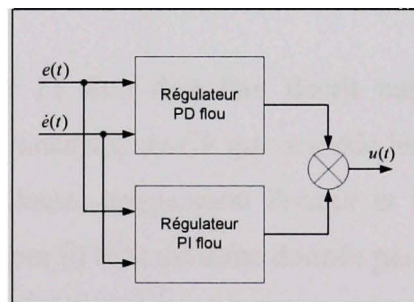 e(t)
ė(t)
Régulateur
PD flou
Régulateur
PI flou
u(t)